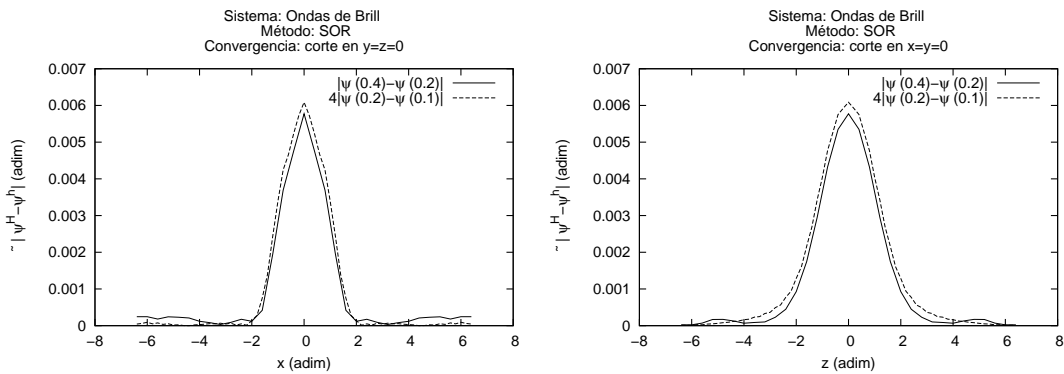 Sistema: Ondas de Brill
Método: SOR
Convergencia: corte en y=z=0
|ψ (0.4)−ψ (0.2)|
4|ψ (0.2)−ψ (0.1)|
0.007
0.006
0.005
0.004
0.003
0.002
0.001
0
−8 −6 −4 −2 0 2 4 6 8
x (adim)
~ | ψ^H−ψ^h| (adim)
Sistema: Ondas de Brill
Método: SOR
Convergencia: corte en x=y=0
|ψ (0.4)−ψ (0.2)|
4|ψ (0.2)−ψ (0.1)|
0.007
0.006
0.005
0.004
0.003
0.002
0.001
0
−8 −6 −4 −2 0 2 4 6 8
z (adim)
~ | ψ^H−ψ^h| (adim)